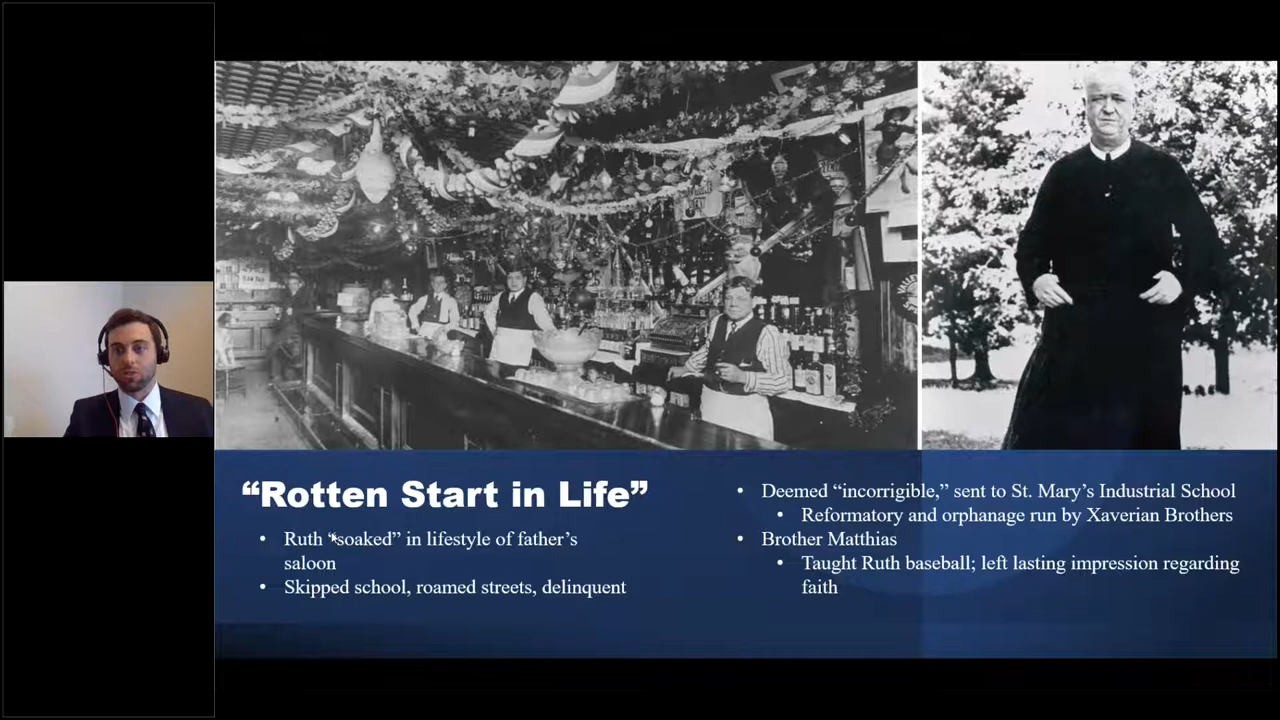 “Rotten Start in Life”
• Ruth “soaked” in lifestyle of father’s
saloon
• Skipped school, roamed streets, delinquent
• Deemed “incorrigible,” sent to St. Mary’s Industrial School
• Reformatory and orphanage run by Xaverian Brothers
• Brother Matthias
• Taught Ruth baseball; left lasting impression regarding
faith